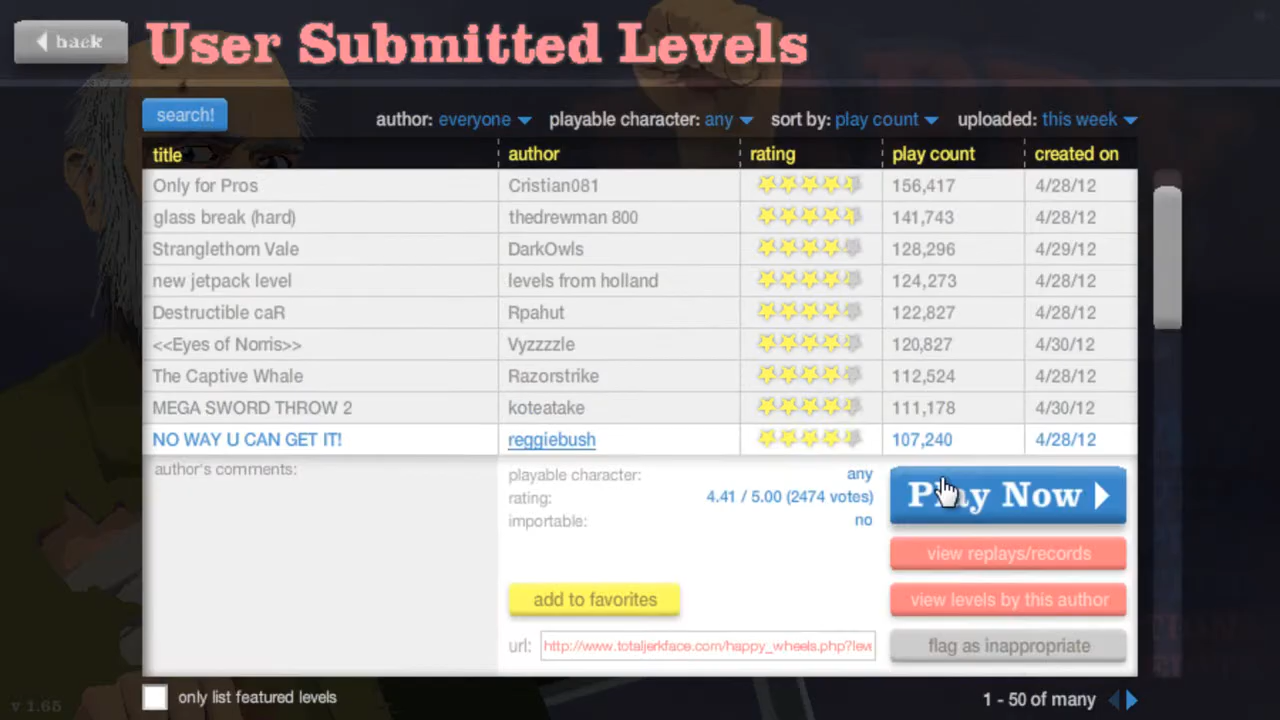 back
User Submitted Levels
search!
author: everyone playable character: any sort by: play count uploaded: this week
title author rating play count created on
Only for Pros Cristian081 156,417 4/28/12
glass break (hard) thedrewman 800 141,743 4/28/12
Stranglethorn Vale DarkOwls 128,296 4/29/12
new jetpack level levels from holland 124,273 4/28/12
Destructible caR Rpahut 122,827 4/28/12
<<Eyes of Norris>> Vyzzzzle 120,827 4/30/12
The Captive Whale Razorstrike 112,524 4/28/12
MEGA SWORD THROW 2 koteatake 111,178 4/30/12
NO WAY U CAN GET IT! reggiebush 107,240 4/28/12
author's comments:
playable character: any
rating: 4.41 / 5.00 (2474 votes)
importable: no
Play Now
view replays/records
add to favorites
view levels by this author
url: http://www.totaljerkface.com/happy_wheels.php?lev
flag as inappropriate
only list featured levels
1 - 50 of many
v 1.65